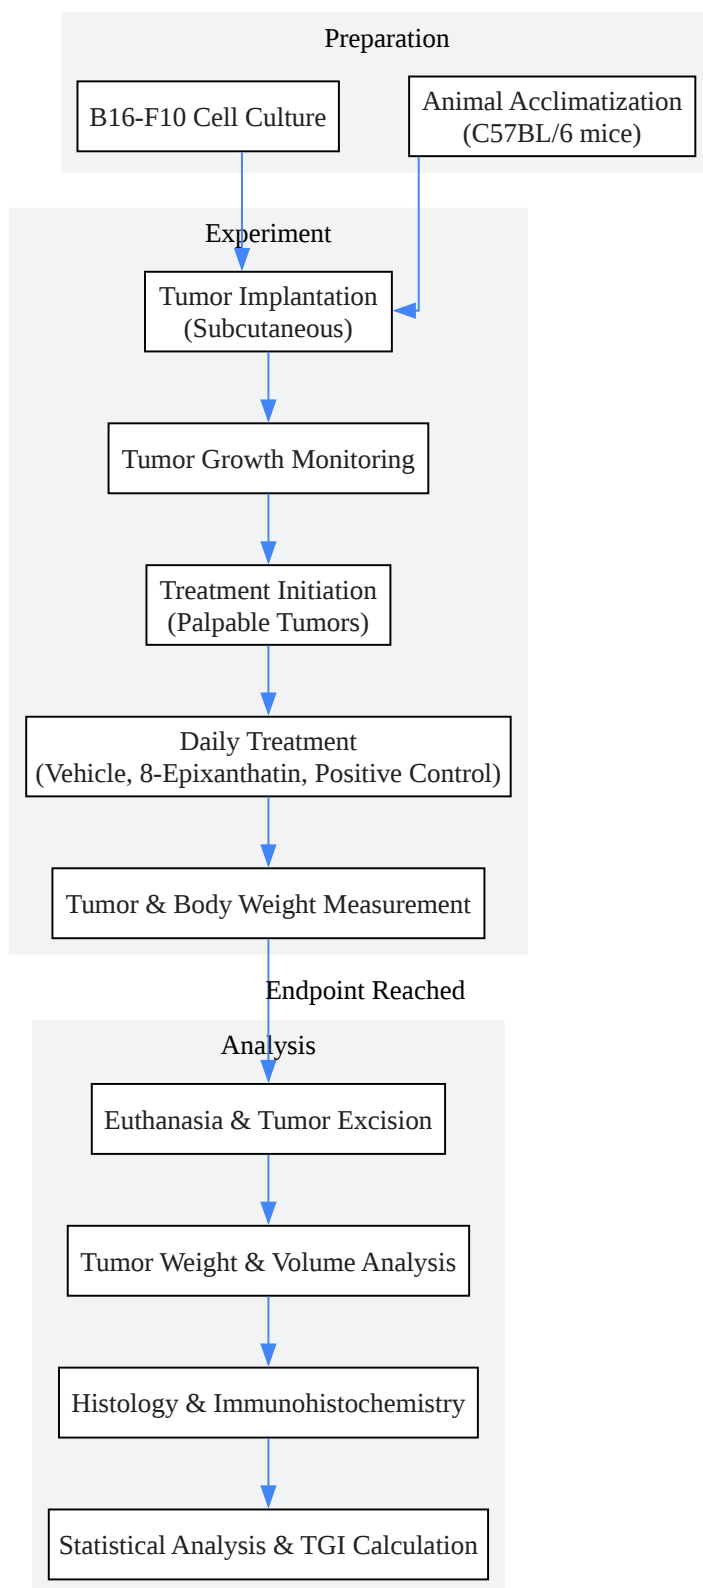 Preparation
B16-F10 Cell Culture
Animal Acclimatization
(C57BL/6 mice)
Experiment
Tumor Implantation
(Subcutaneous)
Tumor Growth Monitoring
Treatment Initiation
(Palpable Tumors)
Daily Treatment
(Vehicle, 8-Epixanthatin, Positive Control)
Tumor & Body Weight Measurement
Endpoint Reached
Analysis
Euthanasia & Tumor Excision
Tumor Weight & Volume Analysis
Histology & Immunohistochemistry
Statistical Analysis & TGI Calculation